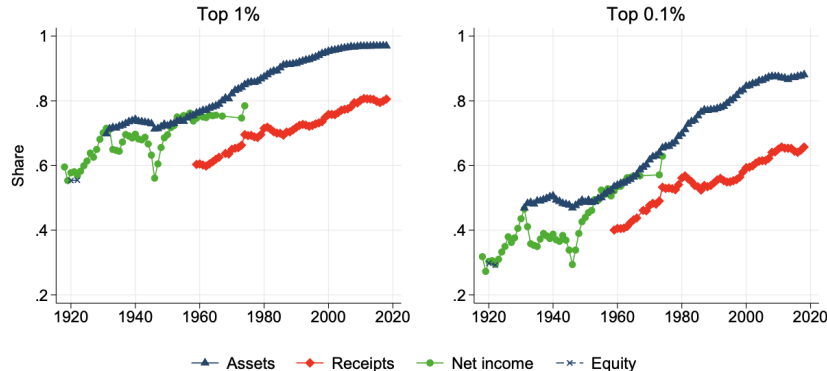 Top 1%
Top 0.1%
Share
1
.8
.6
.4
.2
1920 1940 1960 1980 2000 2020
1
.8
.6
.4
.2
1920 1940 1960 1980 2000 2020
Assets Receipts Net income Equity